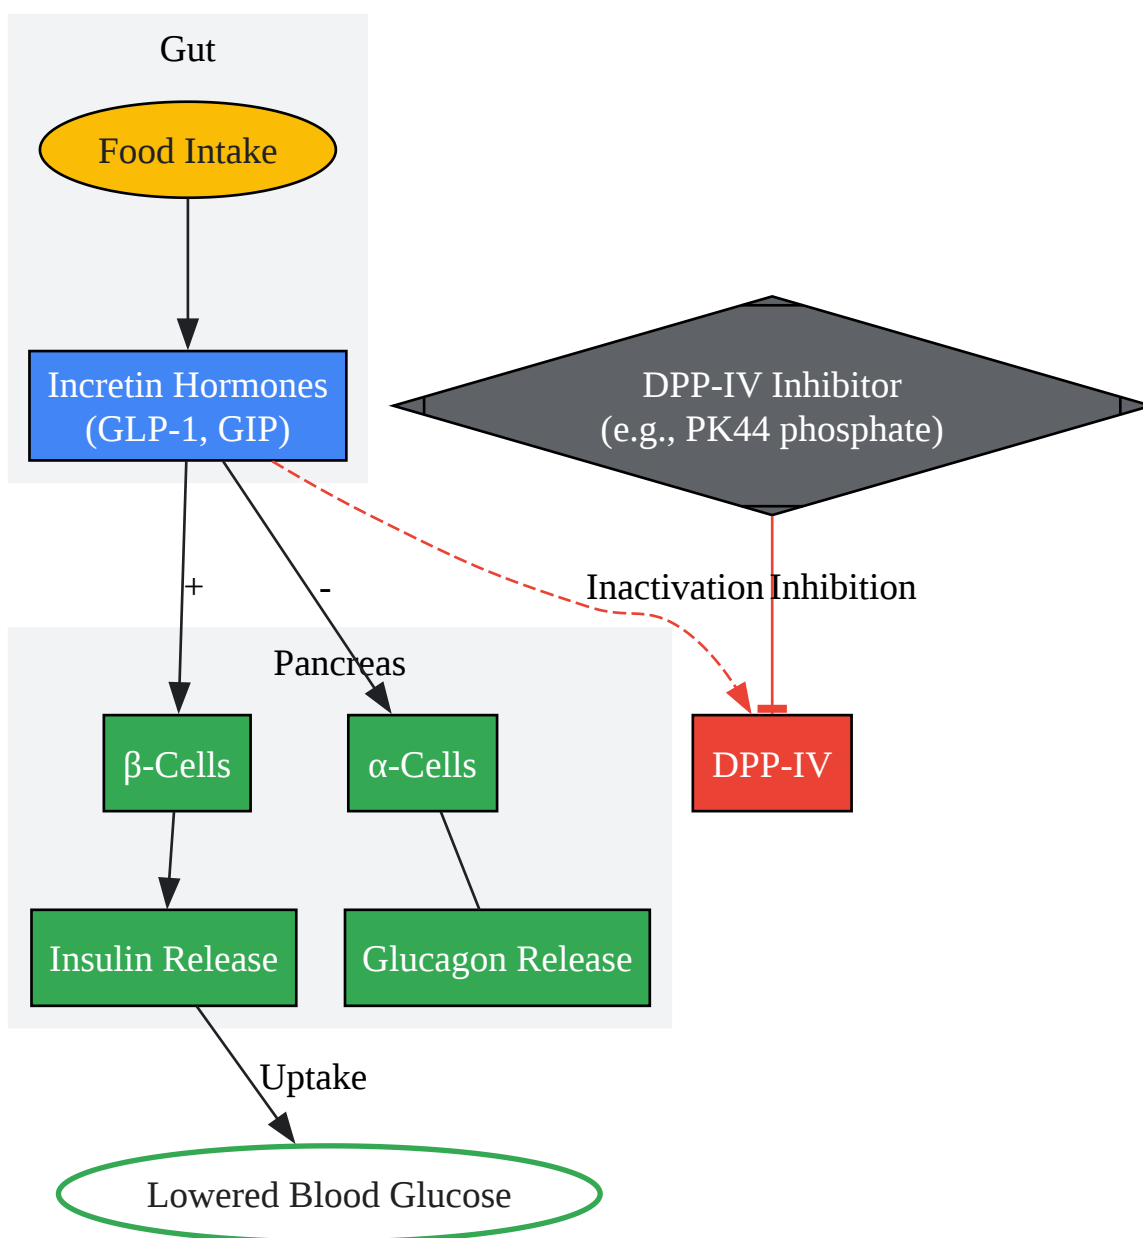 Gut
Food Intake
Incretin Hormones
(GLP-1, GIP)
DPP-IV Inhibitor
(e.g., PK44 phosphate)
+
-
Inactivation
Inhibition
Pancreas
β-Cells
α-Cells
DPP-IV
Insulin Release
Glucagon Release
Uptake
Lowered Blood Glucose